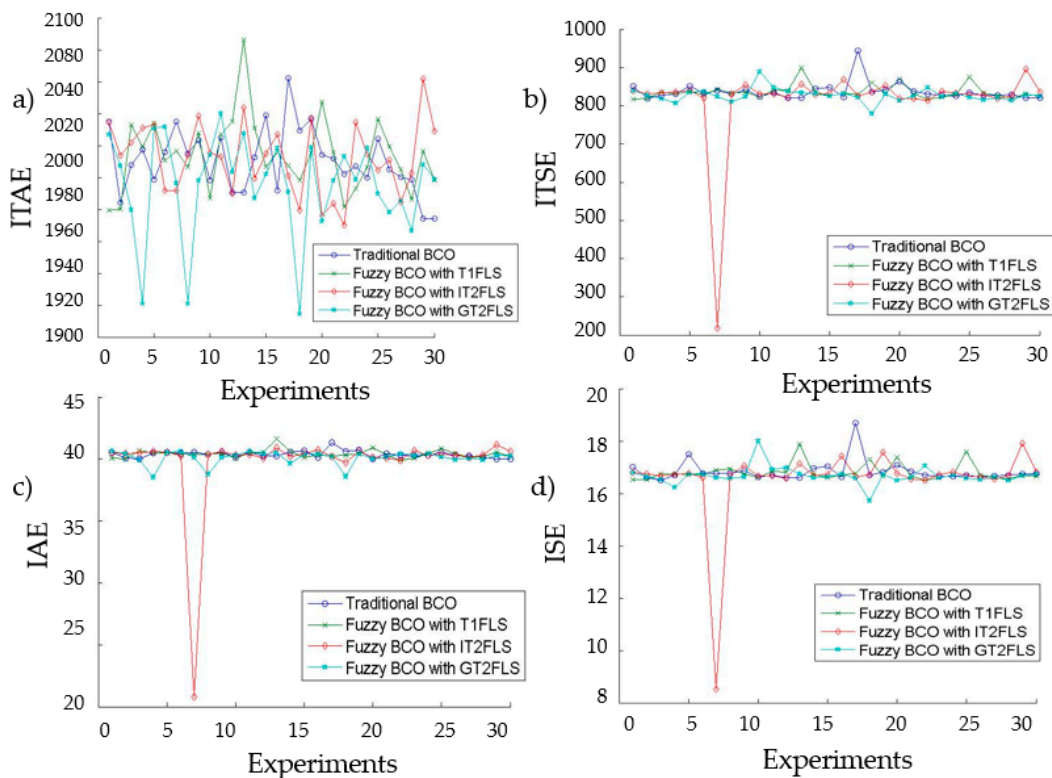 a)
ITAE
2100
2080
2060
2040
2020
2000
1980
1960
1940
1920
1900
0 5 10 15 20 25 30
Experiments
Traditional BCO
Fuzzy BCO with T1FLS
Fuzzy BCO with IT2FLS
Fuzzy BCO with GT2FLS
b)
ITSE
1000
900
800
700
600
500
400
300
200
0 5 10 15 20 25 30
Experiments
Traditional BCO
Fuzzy BCO with T1FLS
Fuzzy BCO with IT2FLS
Fuzzy BCO with GT2FLS
c)
IAE
45
40
35
30
25
20
0 5 10 15 20 25 30
Experiments
Traditional BCO
Fuzzy BCO with T1FLS
Fuzzy BCO with IT2FLS
Fuzzy BCO with GT2FLS
d)
ISE
20
18
16
14
12
10
8
0 5 10 15 20 25 30
Experiments
Traditional BCO
Fuzzy BCO with T1FLS
Fuzzy BCO with IT2FLS
Fuzzy BCO with GT2FLS